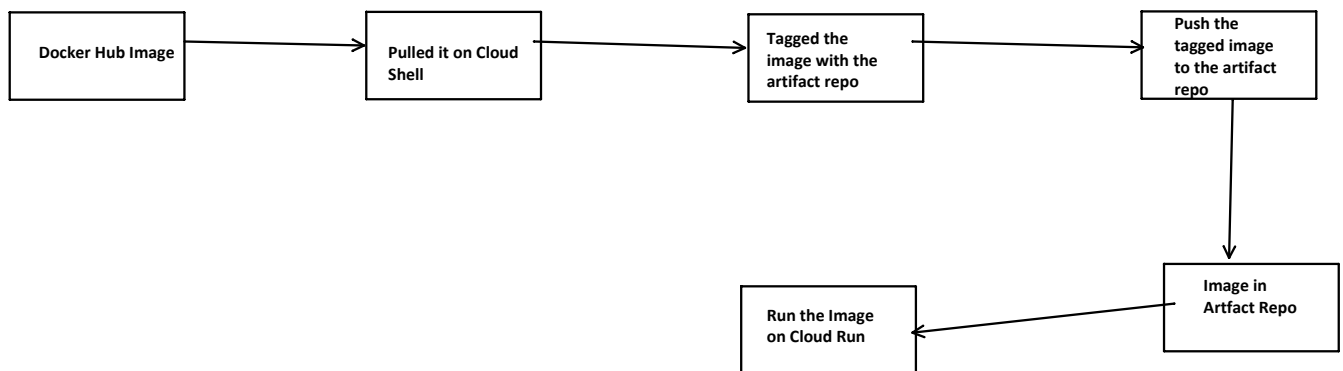 Docker Hub Image
Pulled it on Cloud
Shell
Tagged the
image with the
artifact repo
Push the
tagged image
to the artifact
repo
Image in
Artfact Repo
Run the Image
on Cloud Run